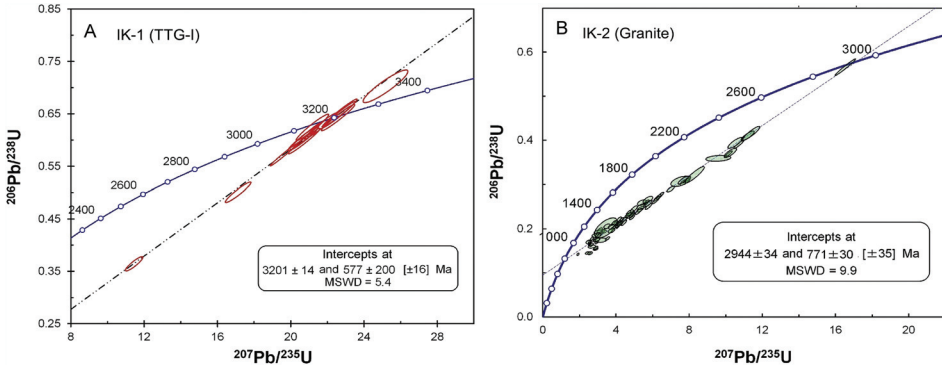 A IK-1 (TTG-I)
0.85
0.75
0.65
0.55
0.45
0.35
0.25
206Pb/238U
2400
2600
2800
3000
3200
3400
Intercepts at
3201 ± 14 and 577 ± 200 [±16] Ma
MSWD = 5.4
8 12 16 20 24 28
207Pb/235U
B IK-2 (Granite)
0.6
0.4
0.2
0.0
206Pb/238U
000
1400
1800
2200
2600
3000
Intercepts at
2944±34 and 771±30 [±35] Ma
MSWD = 9.9
0 4 8 12 16 20
207Pb/235U